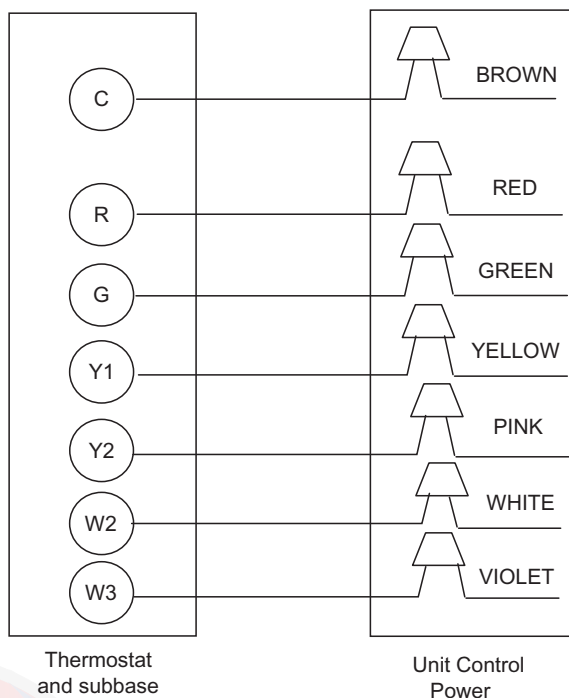 C
BROWN
R
RED
G
GREEN
Y1
YELLOW
Y2
PINK
W2
WHITE
W3
VIOLET
Thermostat
and subbase
Unit Control
Power